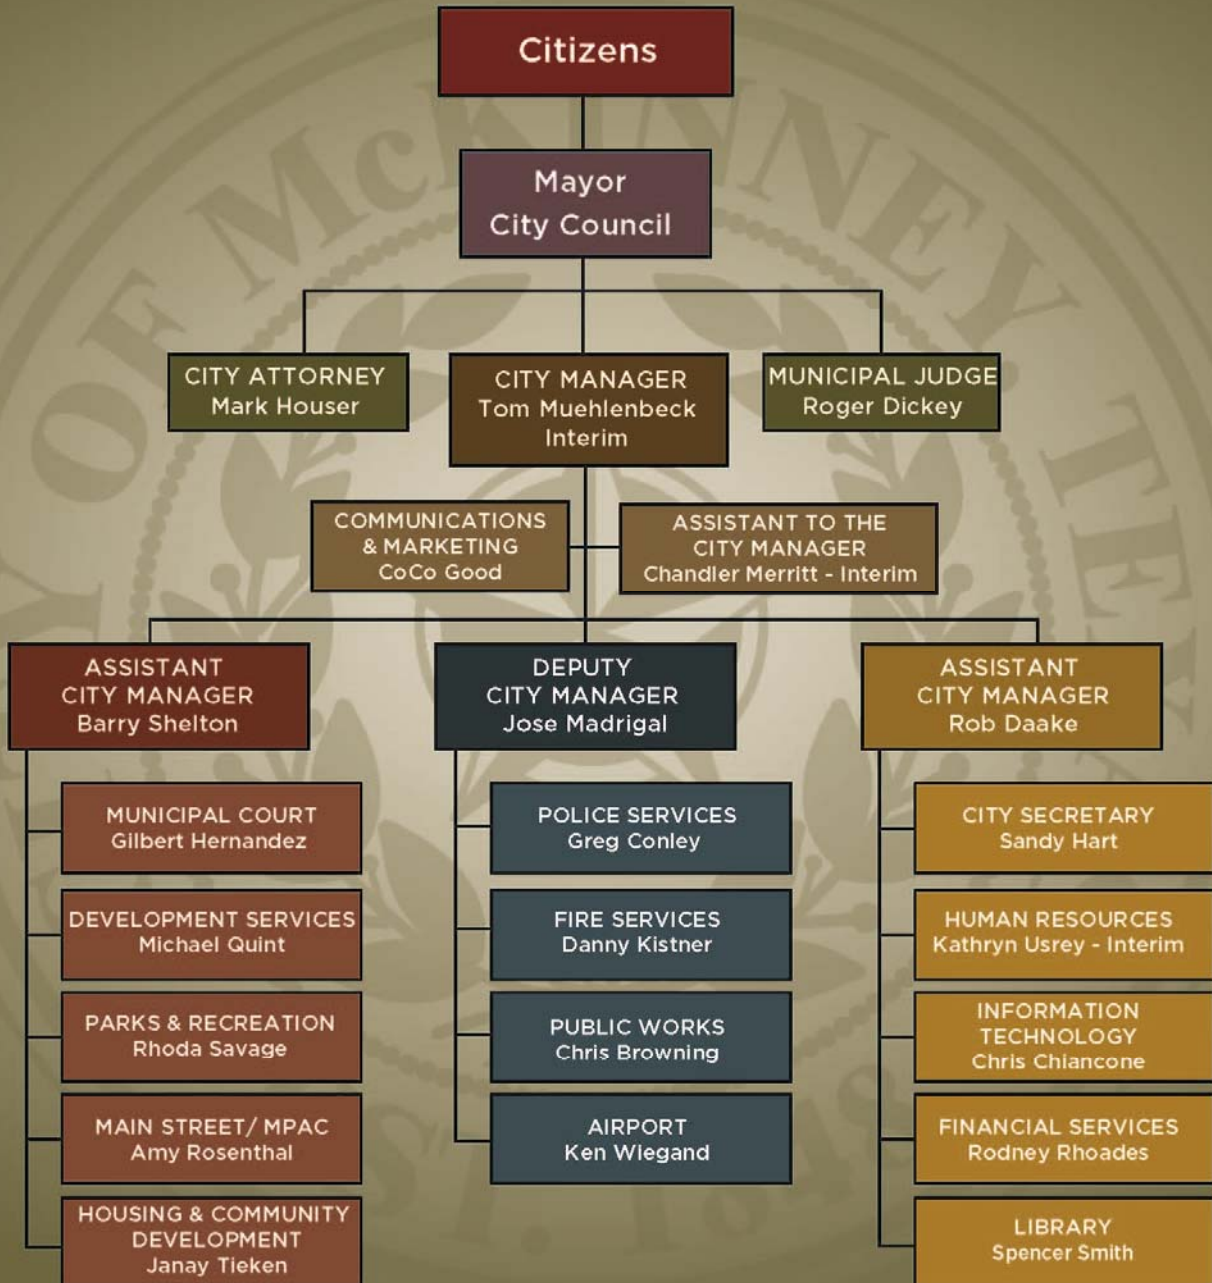 Citizens
Mayor
City Council
CITY ATTORNEY
Mark Houser
CITY MANAGER
Tom Muehlenbeck
Interim
MUNICIPAL JUDGE
Roger Dickey
COMMUNICATIONS
& MARKETING
CoCo Good
ASSISTANT TO THE
CITY MANAGER
Chandler Merritt - Interim
ASSISTANT
CITY MANAGER
Barry Shelton
DEPUTY
CITY MANAGER
Jose Madrigal
ASSISTANT
CITY MANAGER
Rob Daake
MUNICIPAL COURT
Gilbert Hernandez
DEVELOPMENT SERVICES
Michael Quint
PARKS & RECREATION
Rhoda Savage
MAIN STREET/ MPAC
Amy Rosenthal
HOUSING & COMMUNITY
DEVELOPMENT
Janay Tieken
POLICE SERVICES
Greg Conley
FIRE SERVICES
Danny Kistner
PUBLIC WORKS
Chris Browning
AIRPORT
Ken Wiegand
CITY SECRETARY
Sandy Hart
HUMAN RESOURCES
Kathryn Usrey - Interim
INFORMATION
TECHNOLOGY
Chris Chiancone
FINANCIAL SERVICES
Rodney Rhoades
LIBRARY
Spencer Smith
OF McKINNEY